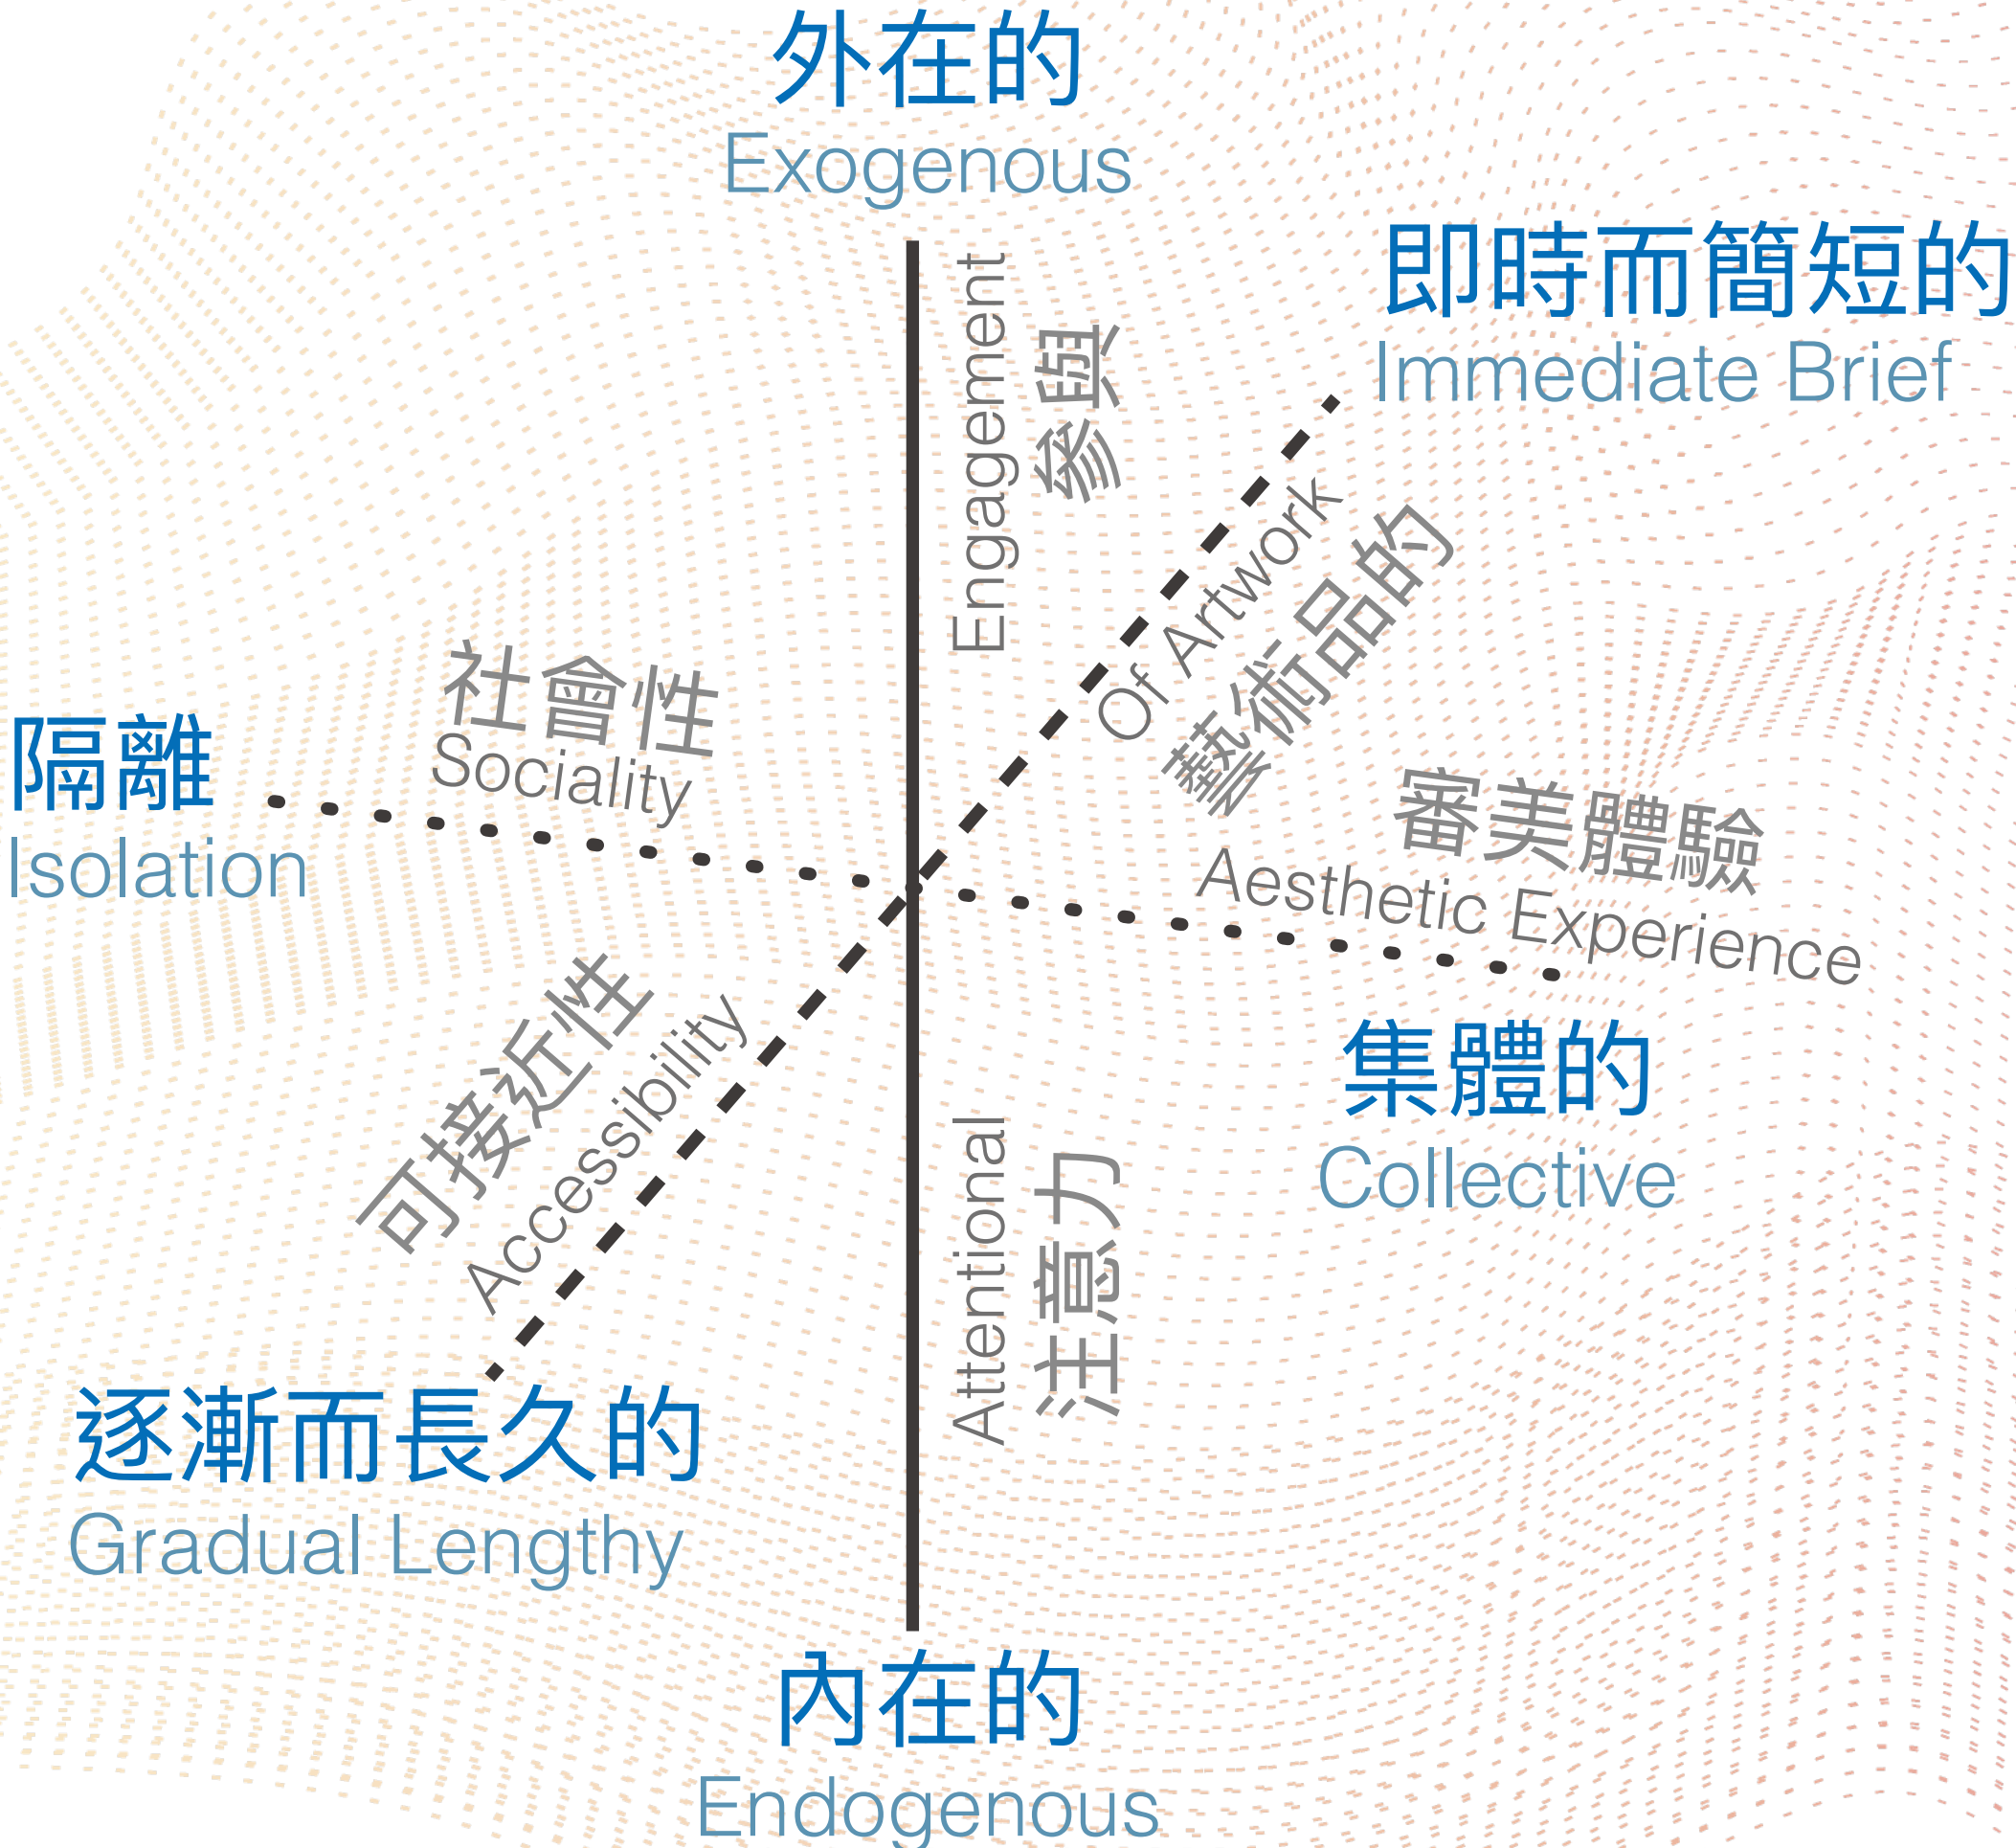 外在的
Exogenous
即時而簡短的
Immediate Brief
Engagement
參與
Of Artwork
藝術品的
社會性
Sociality
隔離
Isolation
審美體驗
Aesthetic Experience
可接近性
Accessibility
集體的
Collective
Attentional
注意力
逐漸而長久的
Gradual Lengthy
內在的
Endogenous